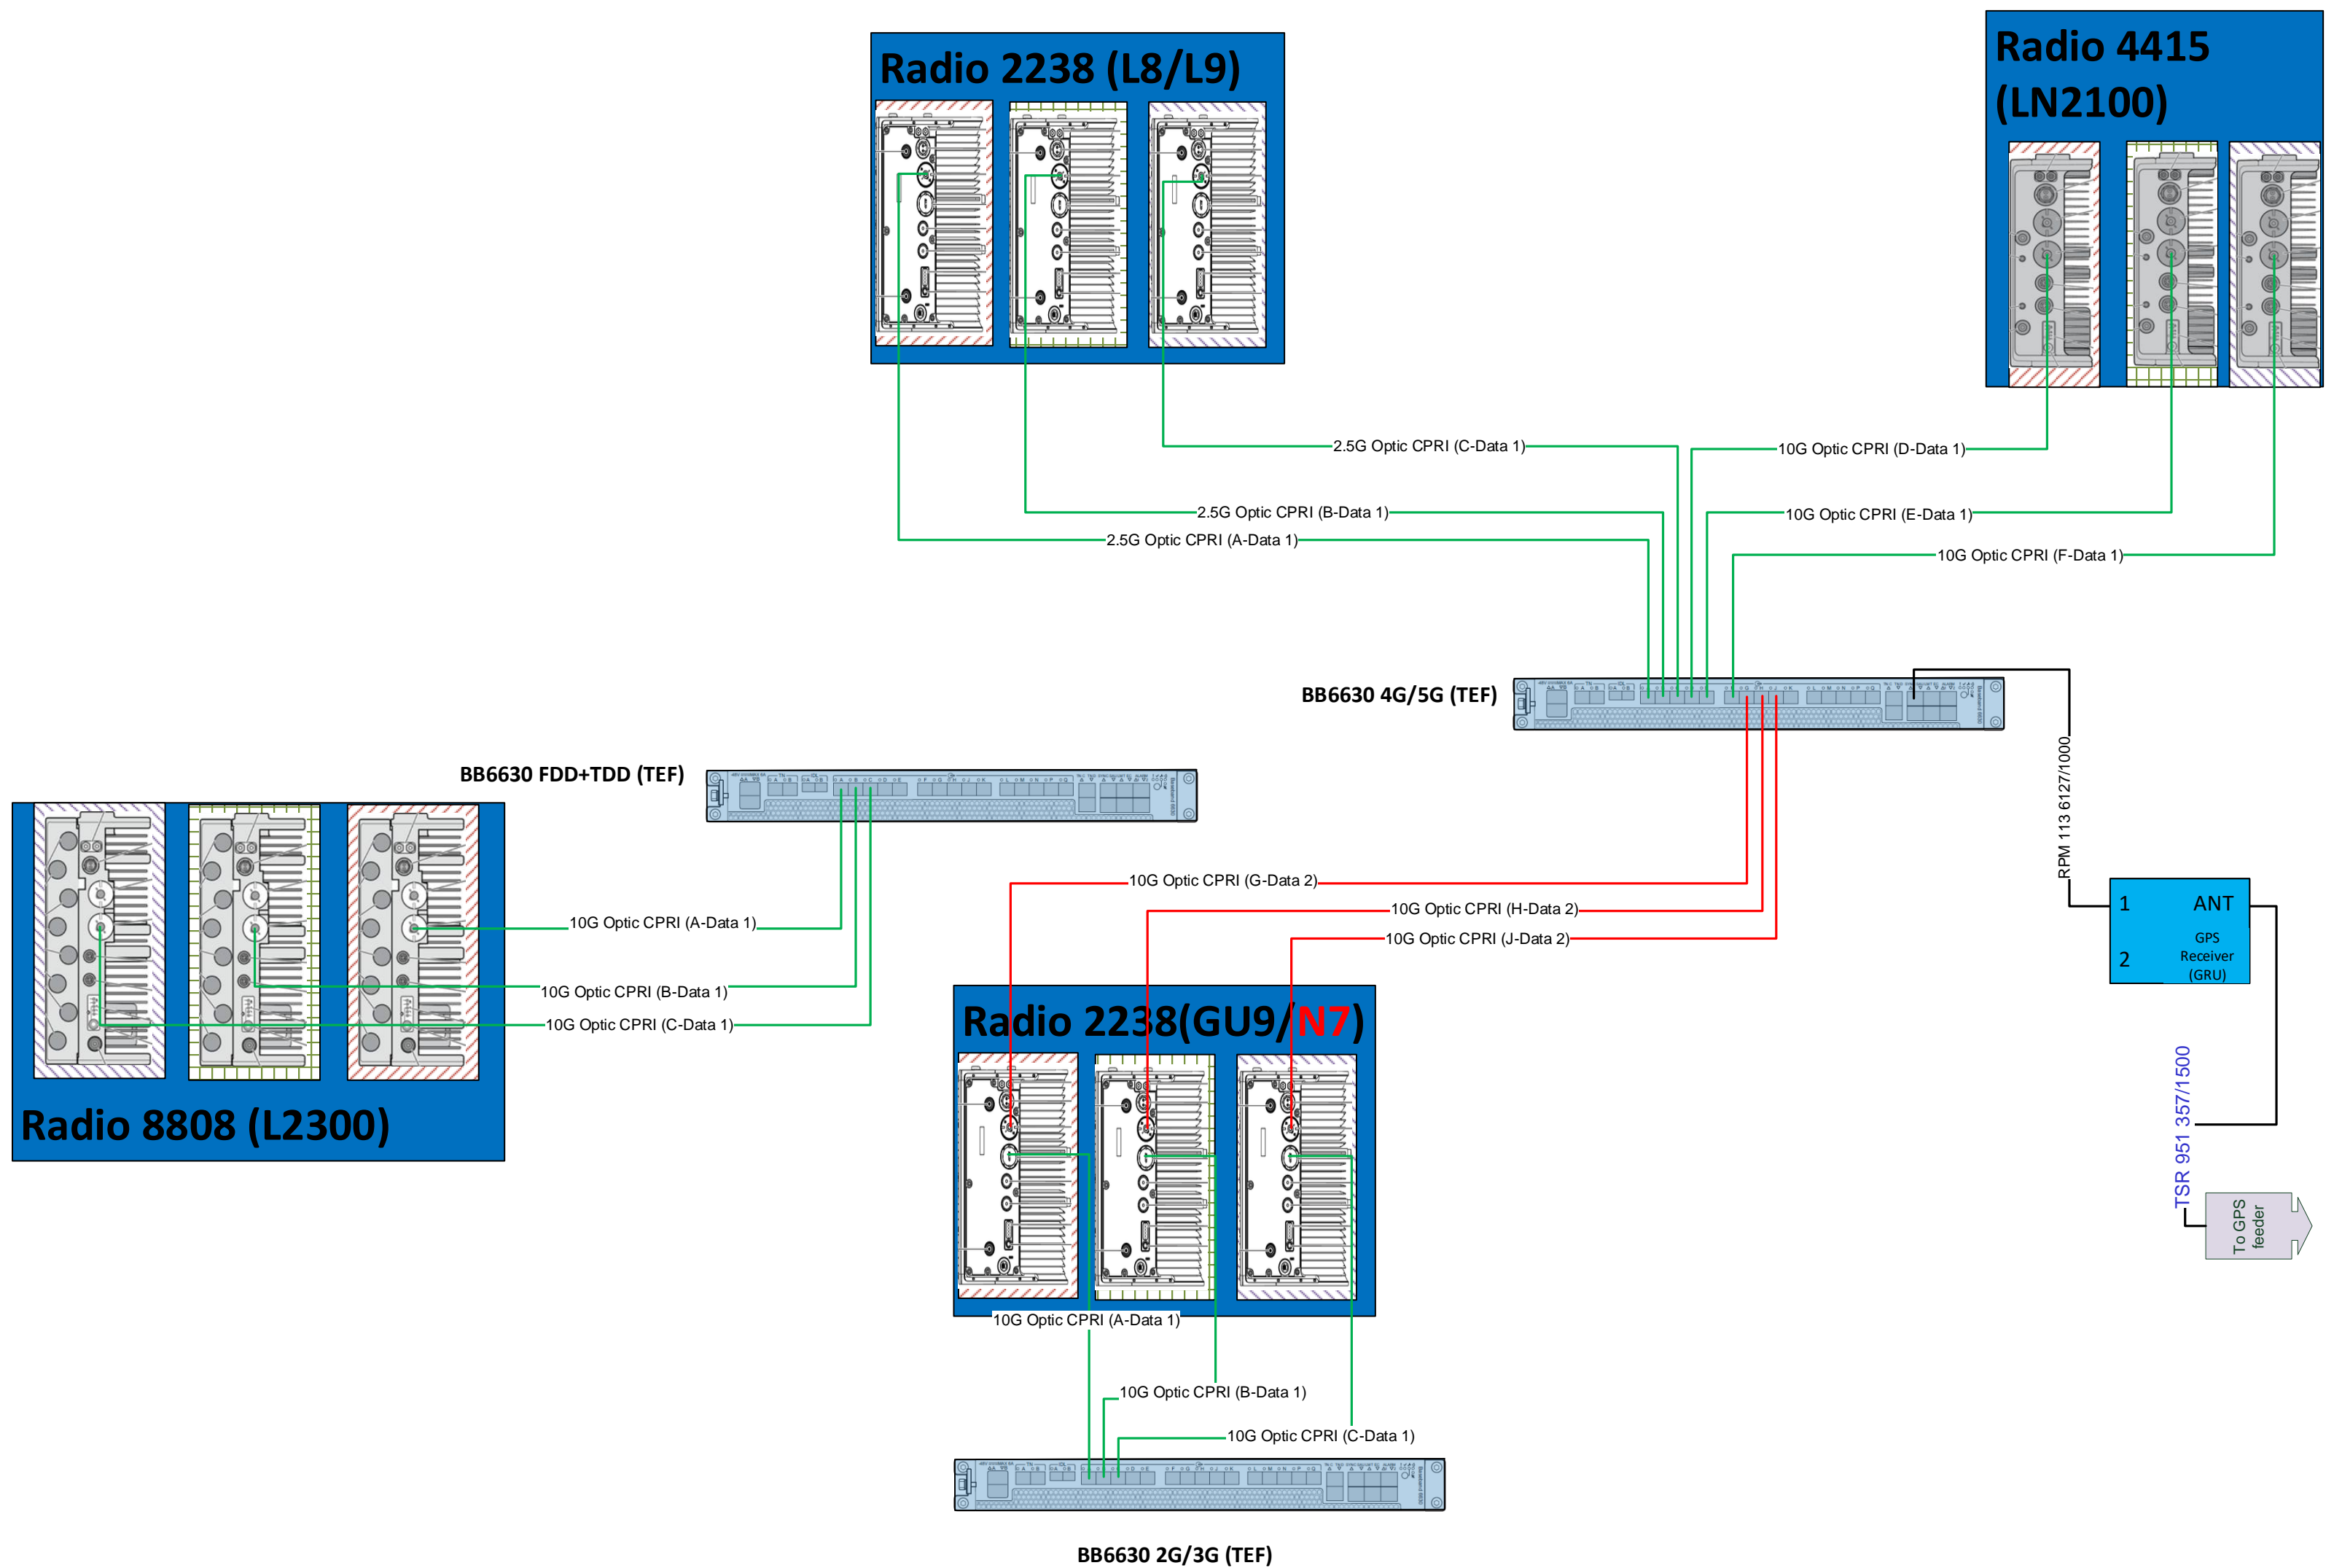 Radio 2238 (L8/L9)
Radio 4415
(LN2100)
2.5G Optic CPRI (C-Data 1)
10G Optic CPRI (D-Data 1)
2.5G Optic CPRI (B-Data 1)
10G Optic CPRI (E-Data 1)
2.5G Optic CPRI (A-Data 1)
10G Optic CPRI (F-Data 1)
BB6630 4G/5G (TEF)
RPM 113 6127/1000
BB6630 FDD+TDD (TEF)
10G Optic CPRI (G-Data 2)
10G Optic CPRI (H-Data 2)
10G Optic CPRI (J-Data 2)
10G Optic CPRI (A-Data 1)
10G Optic CPRI (B-Data 1)
10G Optic CPRI (C-Data 1)
Radio 8808 (L2300)
1 ANT
GPS
Receiver
(GRU)
2
Radio 2238(GU9/N7)
TSR 951 357/1500
To GPS
feeder
10G Optic CPRI (A-Data 1)
10G Optic CPRI (B-Data 1)
10G Optic CPRI (C-Data 1)
BB6630 2G/3G (TEF)